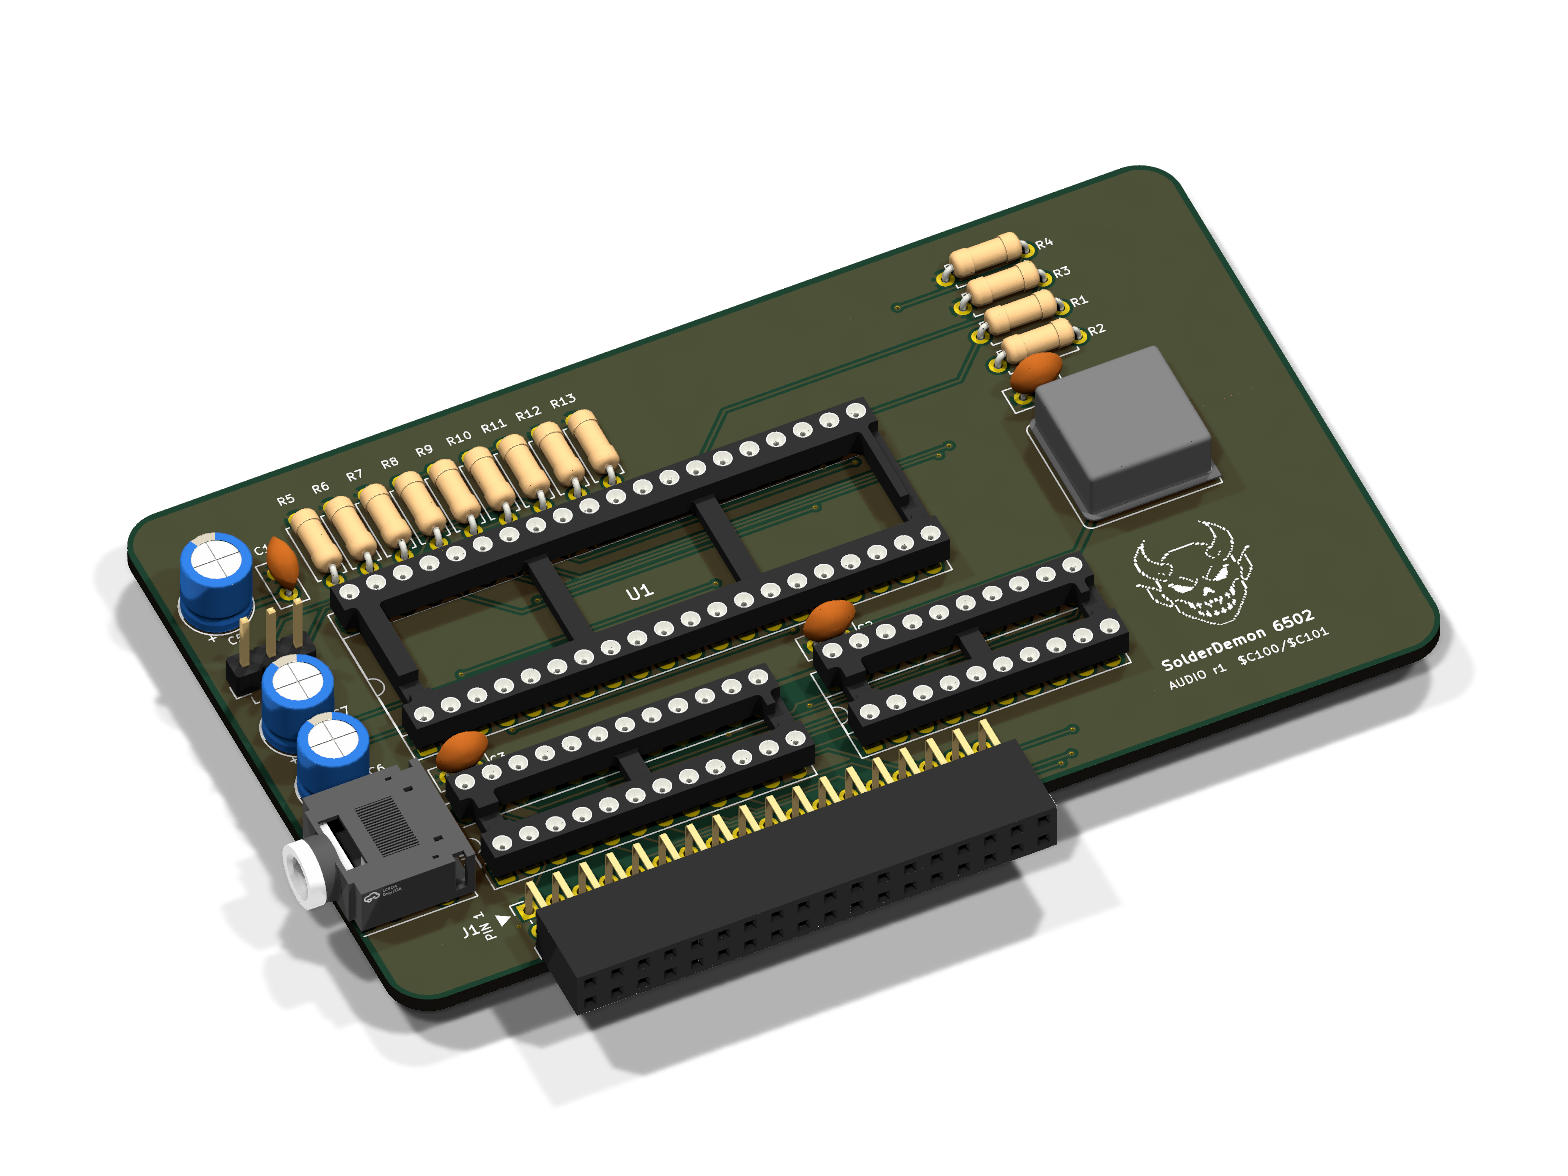 R4
R3
R1
R2
R13
R12
R11
R10
R9
R8
R7
R6
R5
U1
SolderDemon 6502
AUDIO r1 $C100/$C101
J1
PIN 1